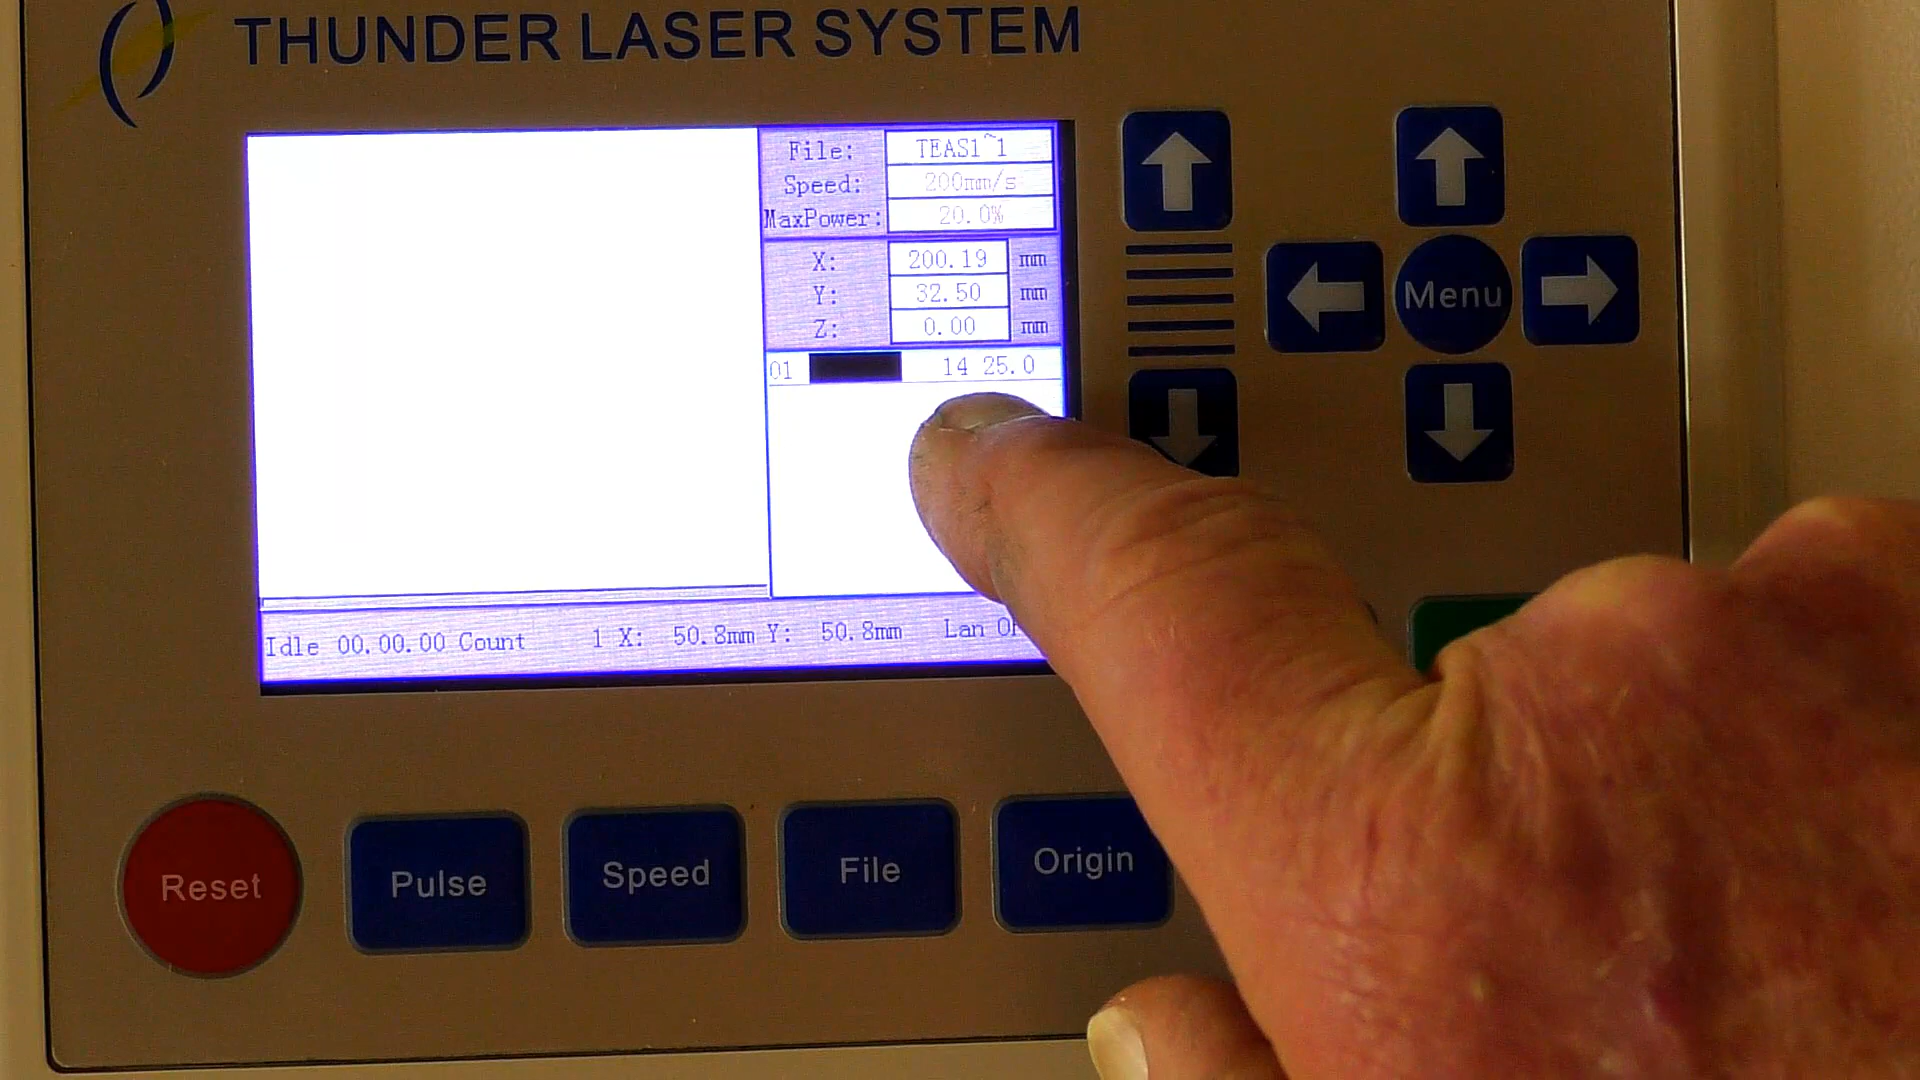 THUNDER LASER SYSTEM
File: TEAS1~1
Speed: 200mm/s
MaxPower: 20.0%
X: 200.19 mm
Y: 32.50 mm
Z: 0.00 mm
01 14 25.0
Idle 00.00.00 Count 1 X: 50.8mm Y: 50.8mm Lan
Menu
Reset
Pulse
Speed
File
Origin